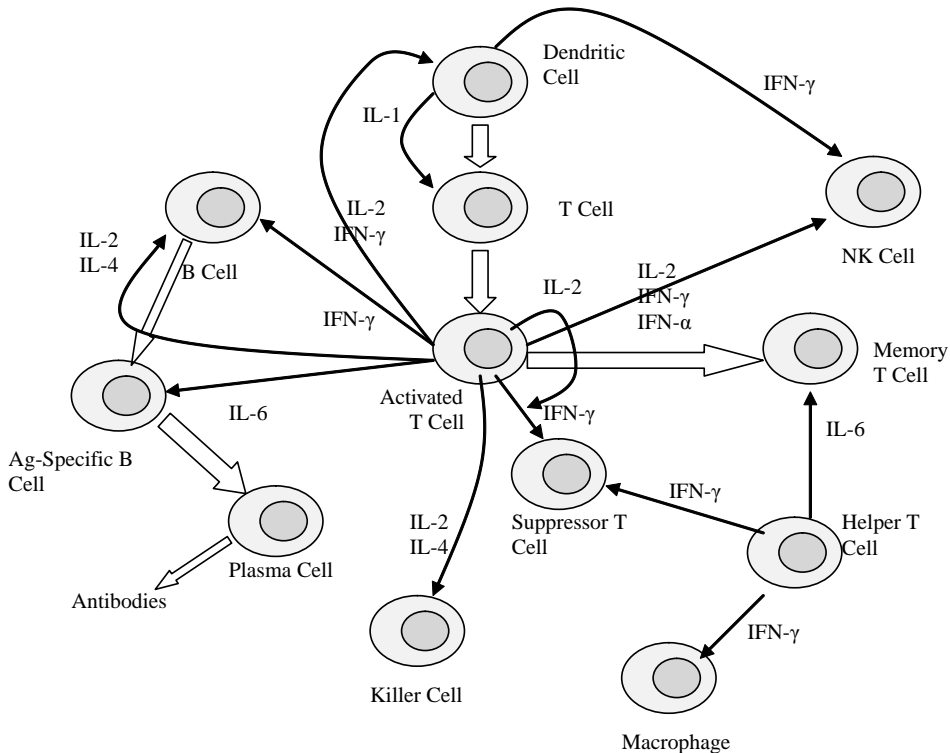 Dendritic
Cell
IFN-γ
IL-1
T Cell
IL-2
IFN-γ
IL-2
IL-4
B Cell
NK Cell
IL-2
IL-2
IFN-γ
IFN-α
IFN-γ
Memory
T Cell
Activated
T Cell
IFN-γ
IL-6
IL-6
Ag-Specific B
Cell
IFN-γ
IL-2
IL-4
Suppressor T
Cell
Helper T
Cell
Plasma Cell
Antibodies
IFN-γ
Killer Cell
Macrophage